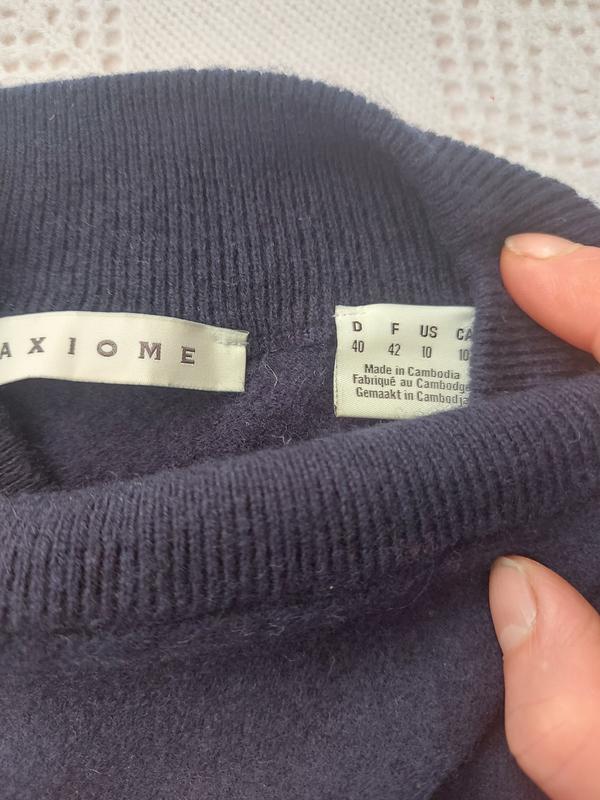 AXIOME
D F US CA
40 42 10 10
Made in Cambodia
Fabriqué au Cambodge
Gemaakt in Cambodja